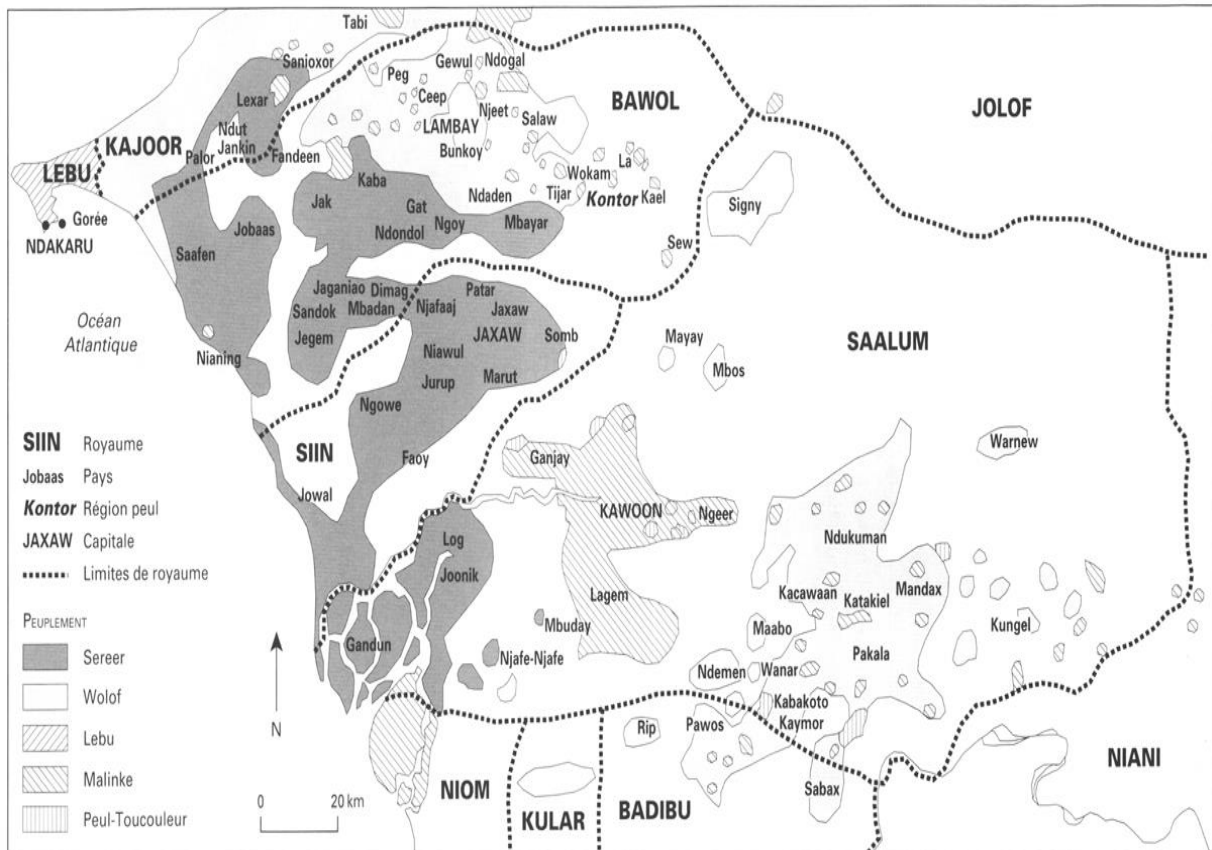 Tabi
Sanioxor
Gewul
Ndogal
Peg
Lexar
Ceep
Njeet
BAWOL
JOLOF
KAJOOR
Ndut
Jankin
LAMBAY
Salaw
Palor
Fandeen
Bunkoy
LEBU
Kaba
Wokam
La
Gorée
Jak
Ndaden
Tijar
Kontor
Kael
NDAKARU
Jobaas
Gat
Signy
Ndondol
Ngoy
Mbayar
Saafen
Sew
Jaganiao
Dimag
Patar
Sandok
Mbadan
Njafaaj
Jaxaw
Océan
Atlantique
Jegem
JAXAW
Somb
Mayay
SAALUM
Nianing
Niawul
Mbos
Jurup
Marut
Ngowe
SIIN
Faoy
Ganjay
Warnew
Jowal
KAWOON
Ngeer
Log
Ndukuman
Joonik
Lagem
Kacawaan
Katakiel
Mandax
Mbuday
Maabo
Kungel
Gandun
Njafe-Njafe
Ndemen
Wanar
Pakala
Kabakoto
Rip
Pawos
Kaymor
NIOM
KULAR
BADIBU
Sabax
NIANI
SIIN Royaume
Jobaas Pays
Kontor Région peul
JAXAW Capitale
Limites de royaume
PEUPLEMENT
Sereer
Wolof
Lebu
Malinke
Peul-Toucouleur
N
0 20 km